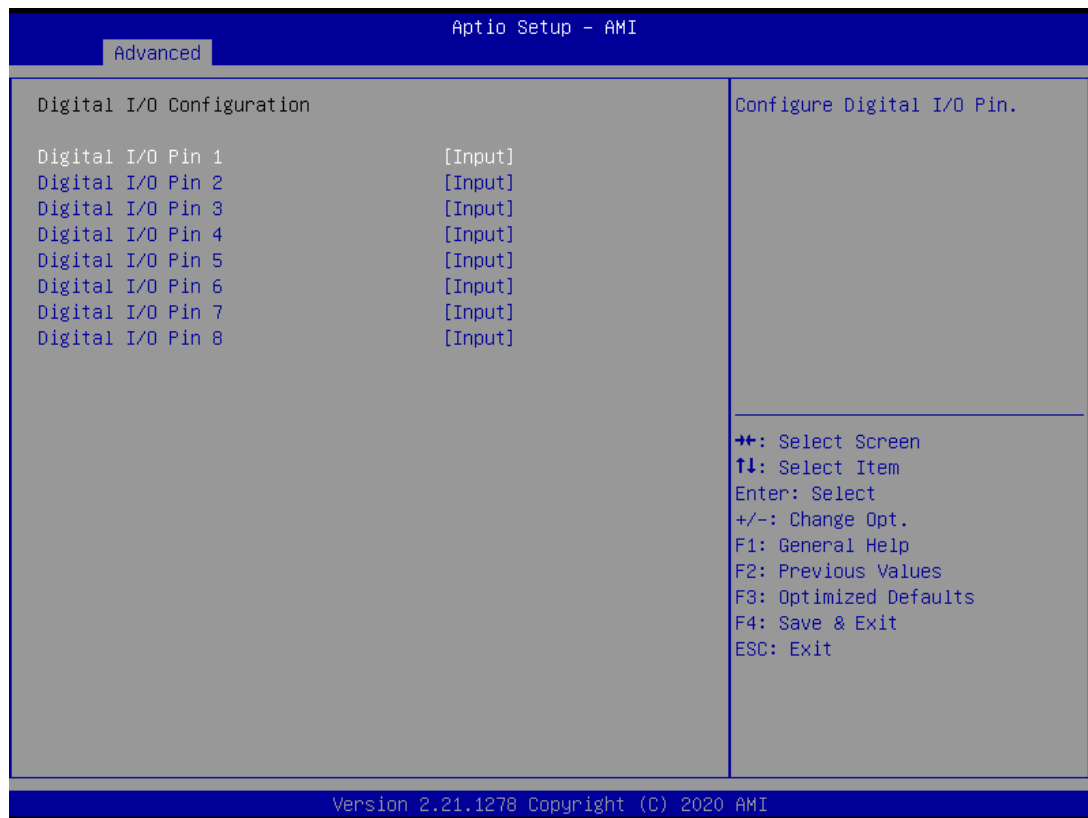 Aptio Setup – AMI
Advanced
Digital I/O Configuration
Digital I/O Pin 1 [Input]
Digital I/O Pin 2 [Input]
Digital I/O Pin 3 [Input]
Digital I/O Pin 4 [Input]
Digital I/O Pin 5 [Input]
Digital I/O Pin 6 [Input]
Digital I/O Pin 7 [Input]
Digital I/O Pin 8 [Input]
Configure Digital I/O Pin.
→←: Select Screen
↑↓: Select Item
Enter: Select
+/-: Change Opt.
F1: General Help
F2: Previous Values
F3: Optimized Defaults
F4: Save & Exit
ESC: Exit
Version 2.21.1278 Copyright (C) 2020 AMI